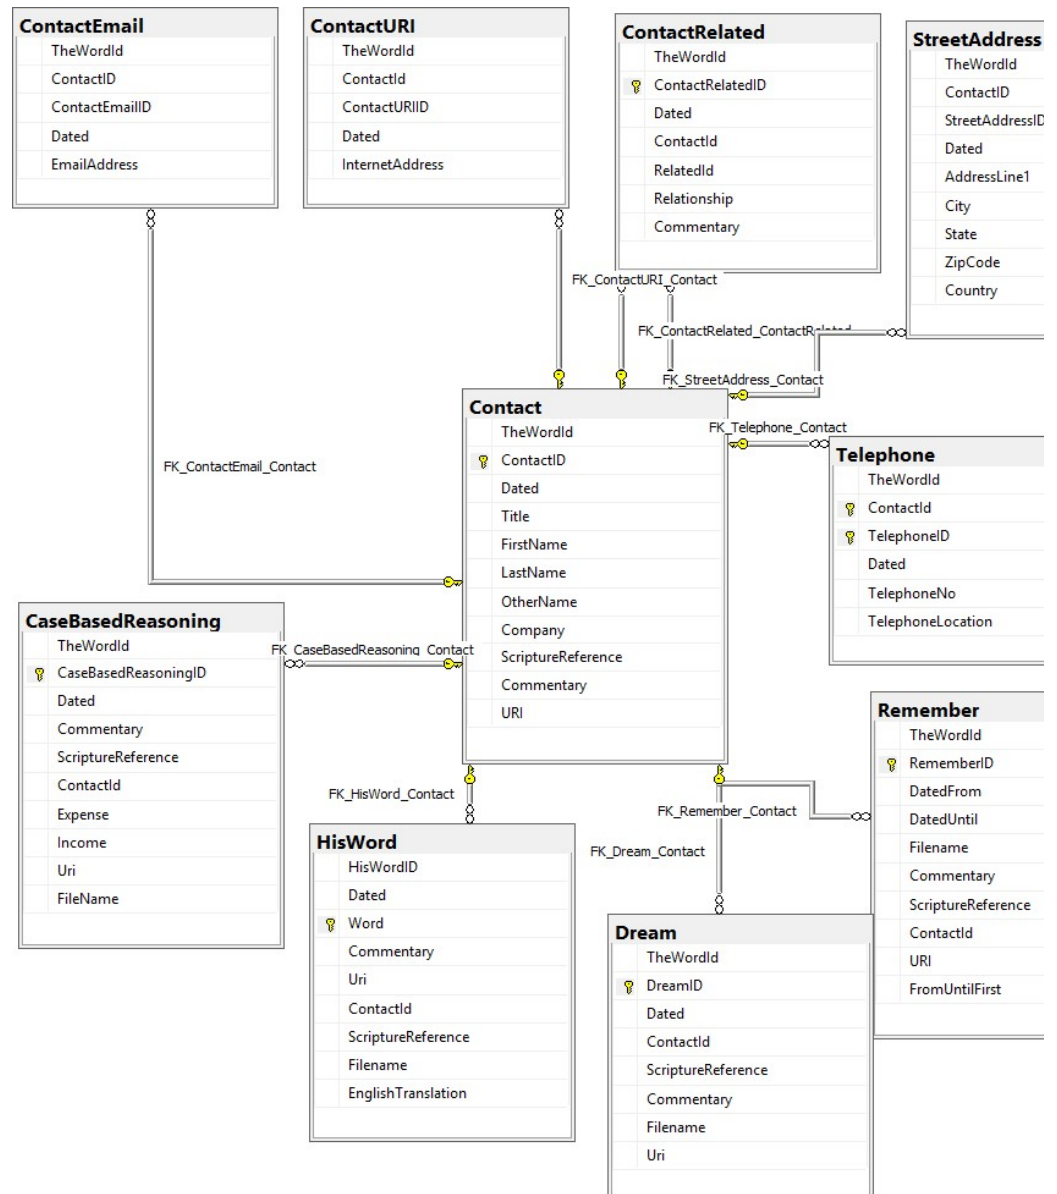 ContactEmail
TheWordId
ContactID
ContactEmailID
Dated
EmailAddress
ContactURI
TheWordId
ContactId
ContactURIID
Dated
InternetAddress
ContactRelated
TheWordId
ContactRelatedID
Dated
ContactId
RelatedId
Relationship
Commentary
StreetAddress
TheWordId
ContactID
StreetAddressID
Dated
AddressLine1
City
State
ZipCode
Country
FK_ContactURI_Contact
FK_ContactRelated_ContactRelated
FK_StreetAddress_Contact
FK_Telephone_Contact
FK_ContactEmail_Contact
Contact
TheWordId
ContactID
Dated
Title
FirstName
LastName
OtherName
Company
ScriptureReference
Commentary
URI
Telephone
TheWordId
ContactId
TelephoneID
Dated
TelephoneNo
TelephoneLocation
CaseBasedReasoning
TheWordId
CaseBasedReasoningID
Dated
Commentary
ScriptureReference
ContactId
Expense
Income
Uri
FileName
FK_CaseBasedReasoning_Contact
FK_HisWord_Contact
FK_Remember_Contact
FK_Dream_Contact
Remember
TheWordId
RememberID
DatedFrom
DatedUntil
Filename
Commentary
ScriptureReference
ContactId
URI
FromUntilFirst
HisWord
HisWordID
Dated
Word
Commentary
Uri
ContactId
ScriptureReference
Filename
EnglishTranslation
Dream
TheWordId
DreamID
Dated
ContactId
ScriptureReference
Commentary
Filename
Uri